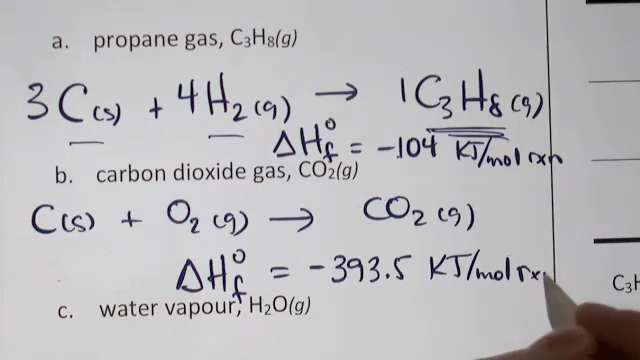 a. propane gas, C₃H₈(g)
3C(s) + 4H₂(g) → 1C₃H₈(g)
ΔH°f = -104 KJ/mol rxn
b. carbon dioxide gas, CO₂(g)
C(s) + O₂(g) → CO₂(g)
ΔH°f = -393.5 KJ/mol rx
c. water vapour, H₂O(g)
C₃H